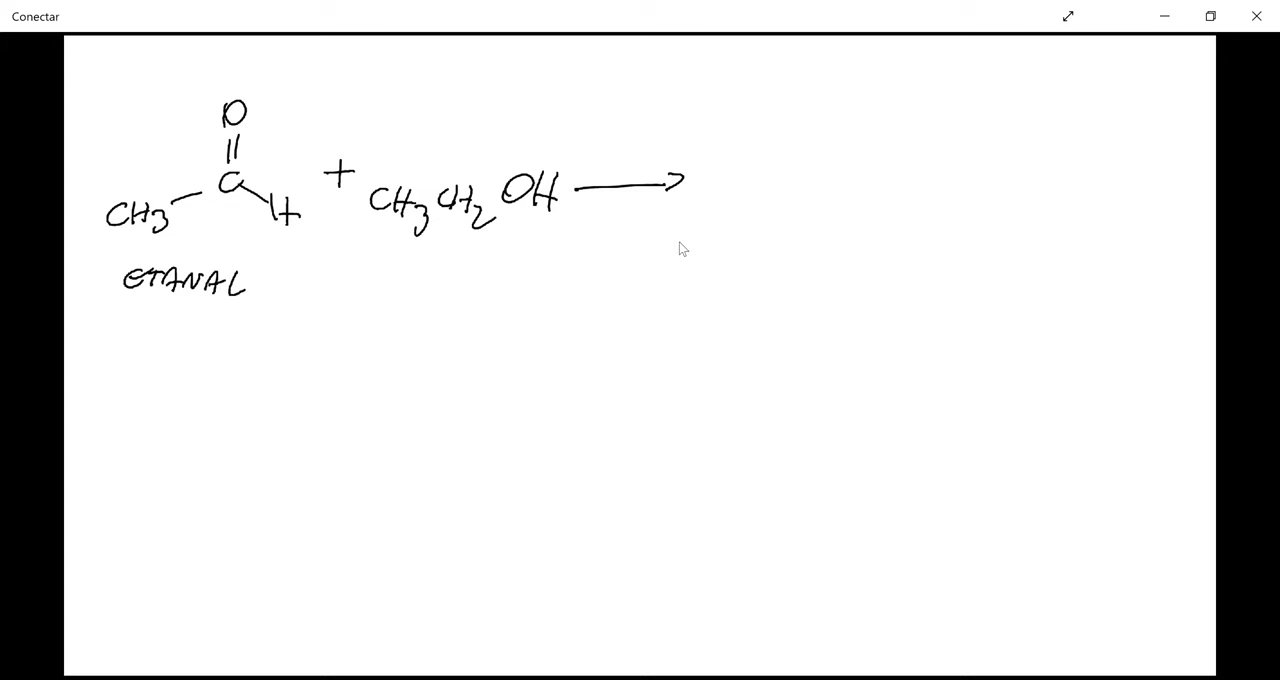 Conectar
O
||
C
+ CH3CH2OH ⟶
CH3
H
ETANAL